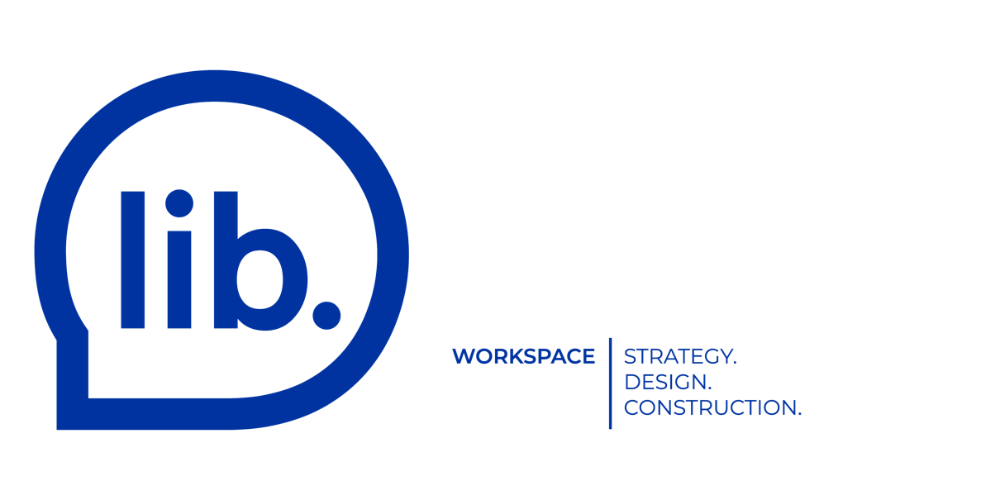 lib.
WORKSPACE
STRATEGY.
DESIGN.
CONSTRUCTION.